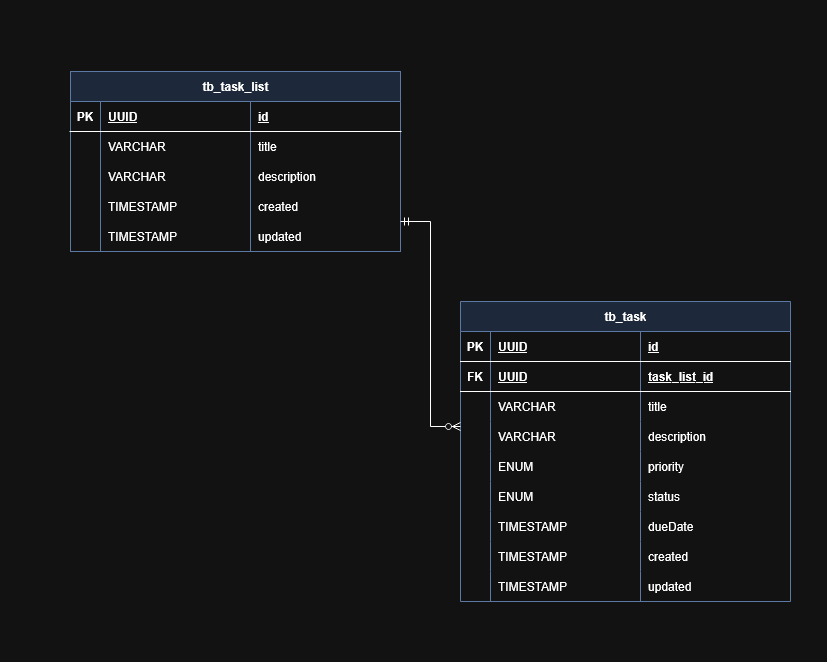 tb_task_list
PK UUID id
VARCHAR title
VARCHAR description
TIMESTAMP created
TIMESTAMP updated
tb_task
PK UUID id
FK UUID task_list_id
VARCHAR title
VARCHAR description
ENUM priority
ENUM status
TIMESTAMP dueDate
TIMESTAMP created
TIMESTAMP updated